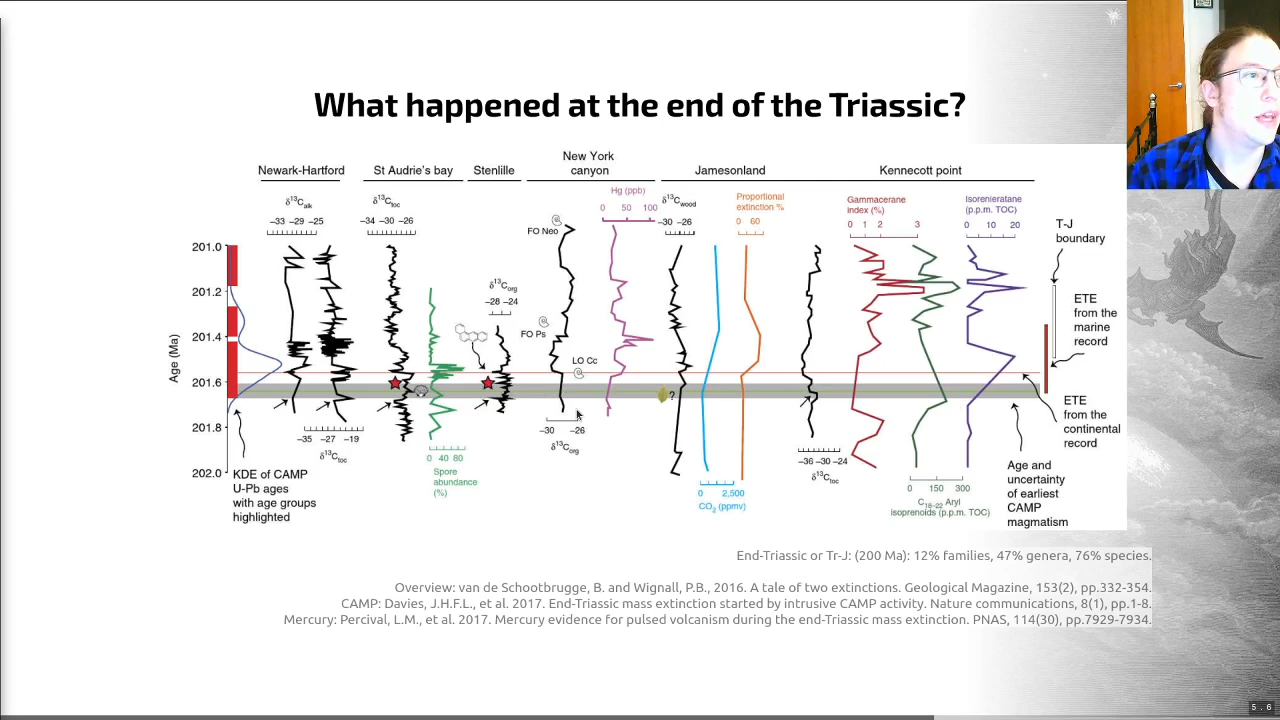 What happened at the end of the Triassic?
Newark-Hartford
St Audrie's bay
Stenlille
New York
canyon
Jamesonland
Kennecott point
δ¹³Calk
−33 −31 −25
δ¹³Ctoc
−34 −30 −26
Hg (ppb)
0 50 100
δ¹³Cwood
−30 −26
Proportional
extinction %
0 60
Gammacerane
index (%)
0 1 2 3
Isorenieratane
(p.p.m. TOC)
0 10 20
T-J
boundary
FO Neo
δ¹³Corg
−28 −24
FO Ps
LO Cc
ETE
from the
marine
record
Age (Ma)
201.0
201.2
201.4
201.6
201.8
202.0
?
ETE
from the
continental
record
−35 −27 −19
δ¹³Ctoc
−30 −26
δ¹³Corg
0 40 80
Spore
abundance
(%)
−36 −30 −24
δ¹³Ctoc
KDE of CAMP
U-Pb ages
with age groups
highlighted
0 2,500
CO₂ (ppmv)
0 150 300
C₁₈₋₂₂ Aryl
isoprenoids (p.p.m. TOC)
Age and
uncertainty
of earliest
CAMP
magmatism
End-Triassic or Tr-J: (200 Ma): 12% families, 47% genera, 76% species.
Overview: van de Schootbrugge, B. and Wignall, P.B., 2016. A tale of two extinctions. Geological Magazine, 153(2), pp.332-354.
CAMP: Davies, J.H.F.L., et al. 2017. End-Triassic mass extinction started by intrusive CAMP activity. Nature communications, 8(1), pp.1-8.
Mercury: Percival, L.M., et al. 2017. Mercury evidence for pulsed volcanism during the end-Triassic mass extinction. PNAS, 114(30), pp.7929-7934.
5 . 6